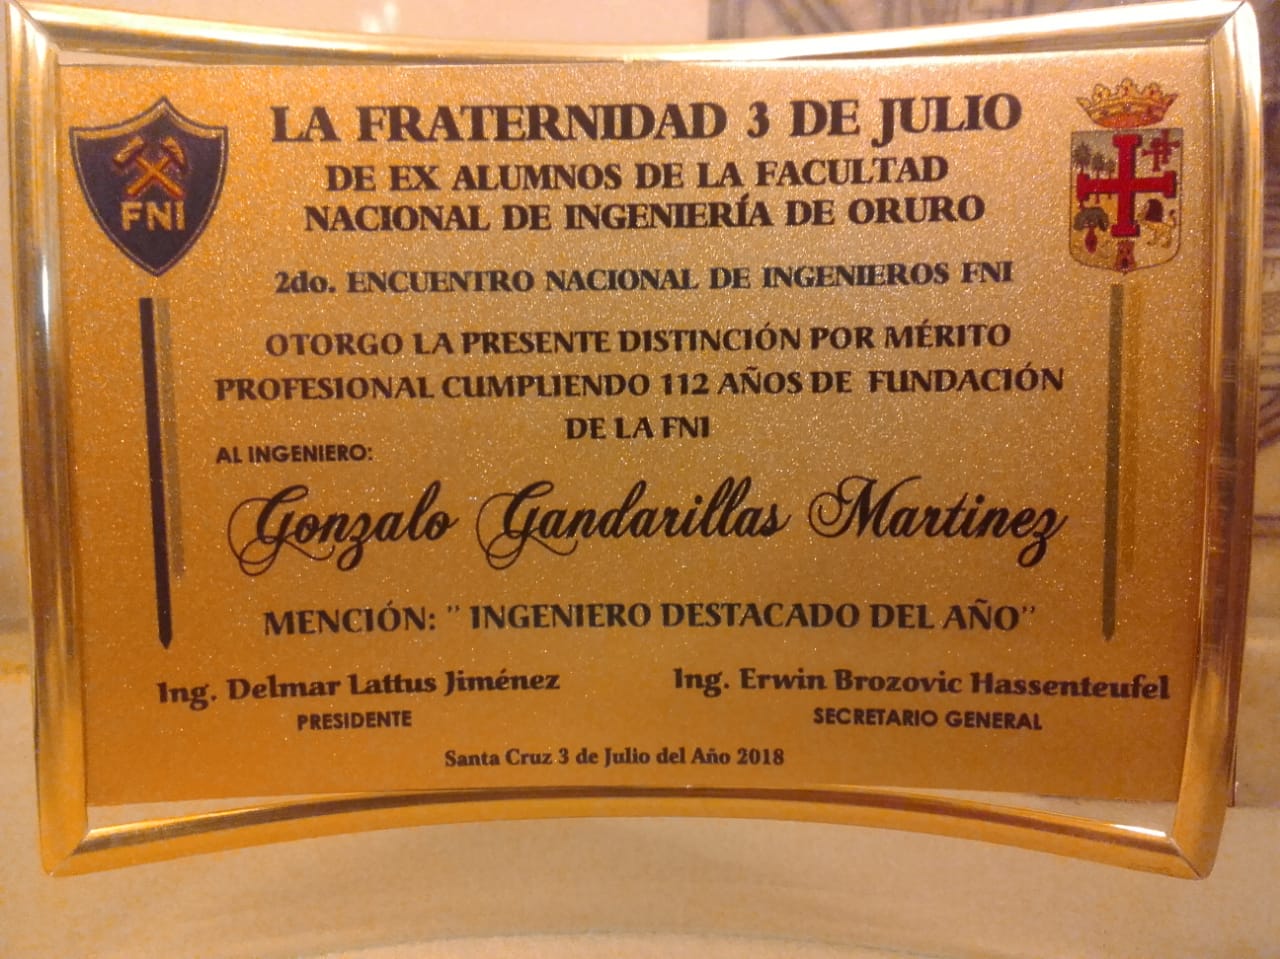 LA FRATERNIDAD 3 DE JULIO
DE EX ALUMNOS DE LA FACULTAD
NACIONAL DE INGENIERÍA DE ORURO
FNI
2do. ENCUENTRO NACIONAL DE INGENIEROS FNI
OTORGO LA PRESENTE DISTINCIÓN POR MÉRITO
PROFESIONAL CUMPLIENDO 112 AÑOS DE FUNDACIÓN
DE LA FNI
AL INGENIERO:
Gonzalo Gandarillas Martinez
MENCIÓN: " INGENIERO DESTACADO DEL AÑO"
Ing. Delmar Lattus Jiménez
PRESIDENTE
Ing. Erwin Brozovic Hassenteufel
SECRETARIO GENERAL
Santa Cruz 3 de Julio del Año 2018